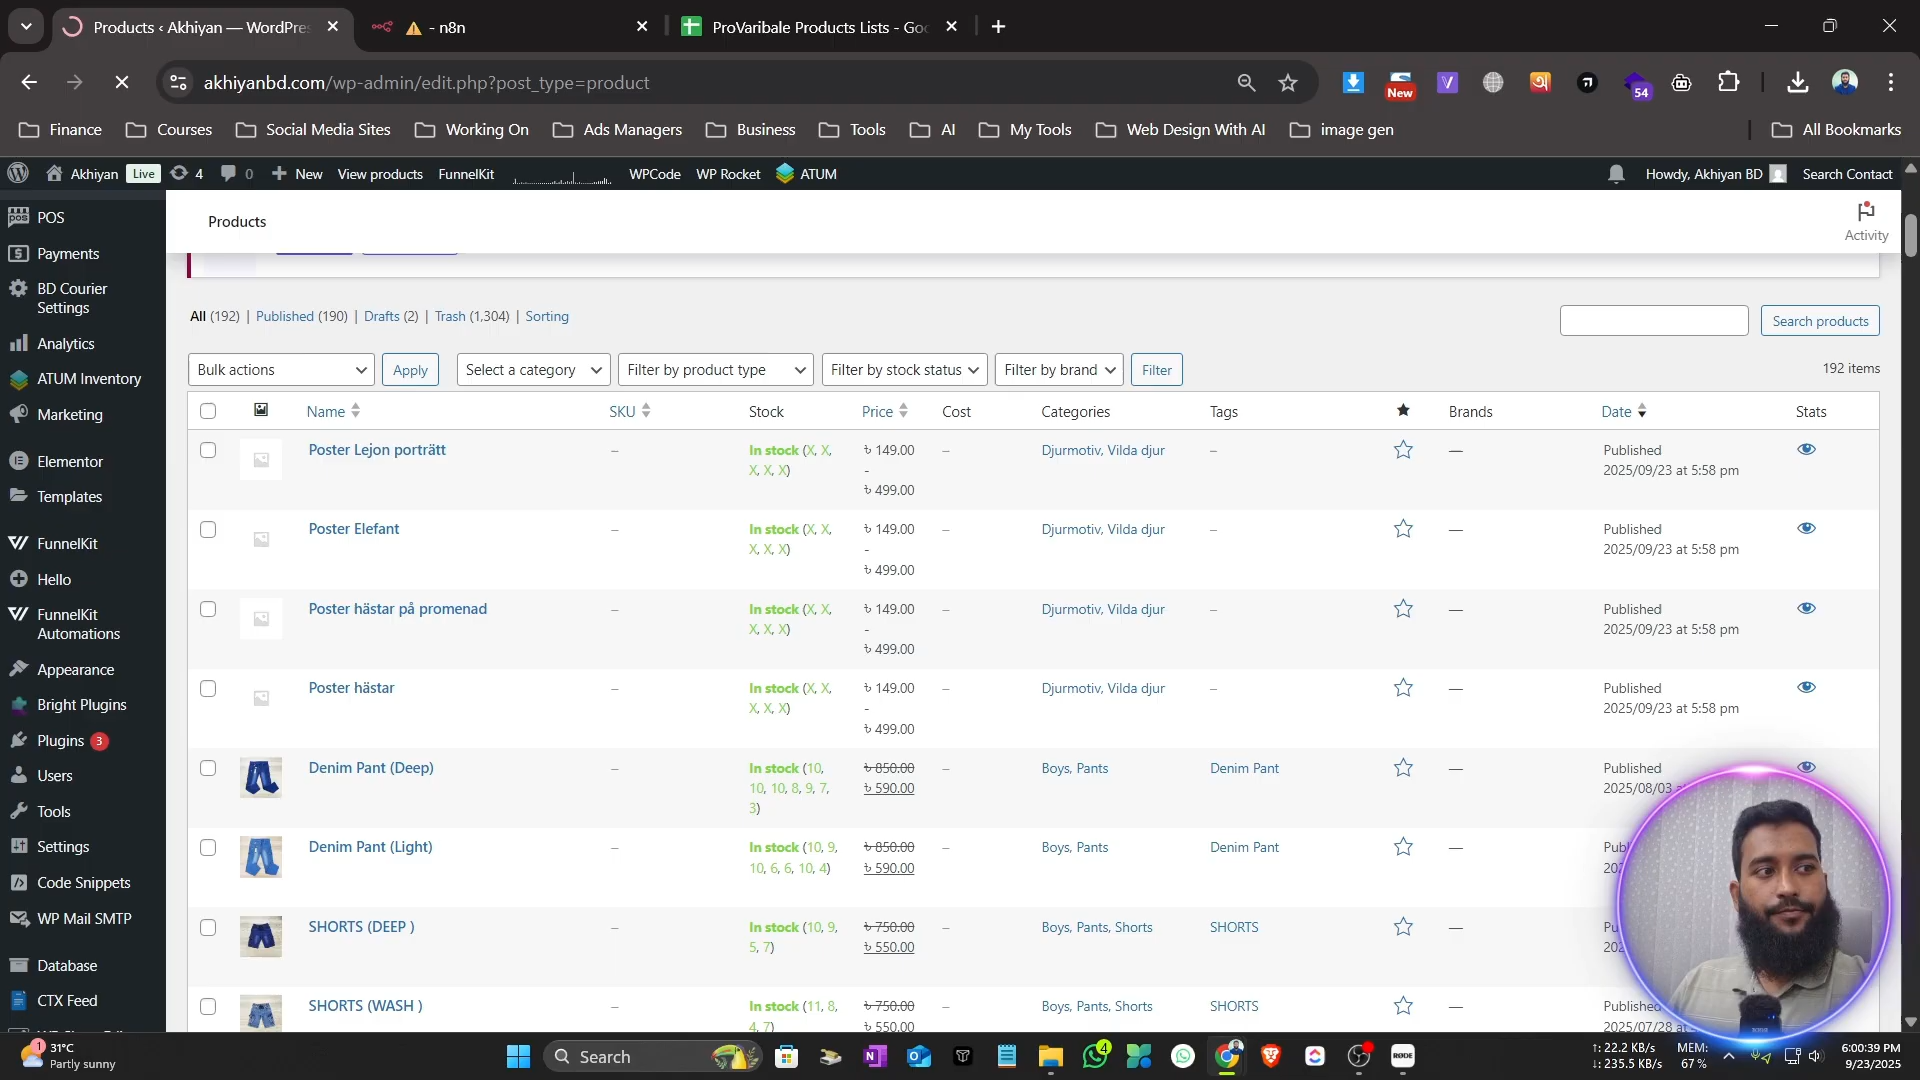 Products ‹ Akhiyan — WordPres
- n8n
ProVaribale Products Lists - Goo
akhiyanbd.com/wp-admin/edit.php?post_type=product
New
54
Finance
Courses
Social Media Sites
Working On
Ads Managers
Business
Tools
AI
My Tools
Web Design With AI
image gen
All Bookmarks
Akhiyan Live 4 0 New View products FunnelKit WPCode WP Rocket ATUM Howdy, Akhiyan BD Search Contact
POS
Payments
BD Courier
Settings
Analytics
ATUM Inventory
Marketing
Elementor
Templates
FunnelKit
Hello
FunnelKit
Automations
Appearance
Bright Plugins
Plugins 3
Users
Tools
Settings
Code Snippets
WP Mail SMTP
Database
CTX Feed
Products
Activity
All (192) | Published (190) | Drafts (2) | Trash (1,304) | Sorting
Search products
Bulk actions Apply Select a category Filter by product type Filter by stock status Filter by brand Filter 192 items
Name SKU Stock Price Cost Categories Tags Brands Date Stats
Poster Lejon porträtt – In stock (X, X, ৳ 149.00 – Djurmotiv, Vilda djur – — Published
X, X, X) - 2025/09/23 at 5:58 pm
৳ 499.00
Poster Elefant – In stock (X, X, ৳ 149.00 – Djurmotiv, Vilda djur – — Published
X, X, X) - 2025/09/23 at 5:58 pm
৳ 499.00
Poster hästar på promenad – In stock (X, X, ৳ 149.00 – Djurmotiv, Vilda djur – — Published
X, X, X) - 2025/09/23 at 5:58 pm
৳ 499.00
Poster hästar – In stock (X, X, ৳ 149.00 – Djurmotiv, Vilda djur – — Published
X, X, X) - 2025/09/23 at 5:58 pm
৳ 499.00
Denim Pant (Deep) – In stock (10, ৳ 850.00 – Boys, Pants Denim Pant — Published
10, 10, 8, 9, 7, ৳ 590.00 2025/08/03
3)
Denim Pant (Light) – In stock (10, 9, ৳ 850.00 – Boys, Pants Denim Pant — Pub
10, 6, 6, 10, 4) ৳ 590.00 202
SHORTS (DEEP ) – In stock (10, 9, ৳ 750.00 – Boys, Pants, Shorts SHORTS — Pu
5, 7) ৳ 550.00 202
SHORTS (WASH ) – In stock (11, 8, ৳ 750.00 – Boys, Pants, Shorts SHORTS — Published
4, 7) ৳ 550.00 2025/07/28 at
1 31°C
Partly sunny
Search
4
RØDE
↑: 22.2 KB/s MEM: 6:00:39 PM
↓: 235.5 KB/s 67 % 9/23/2025